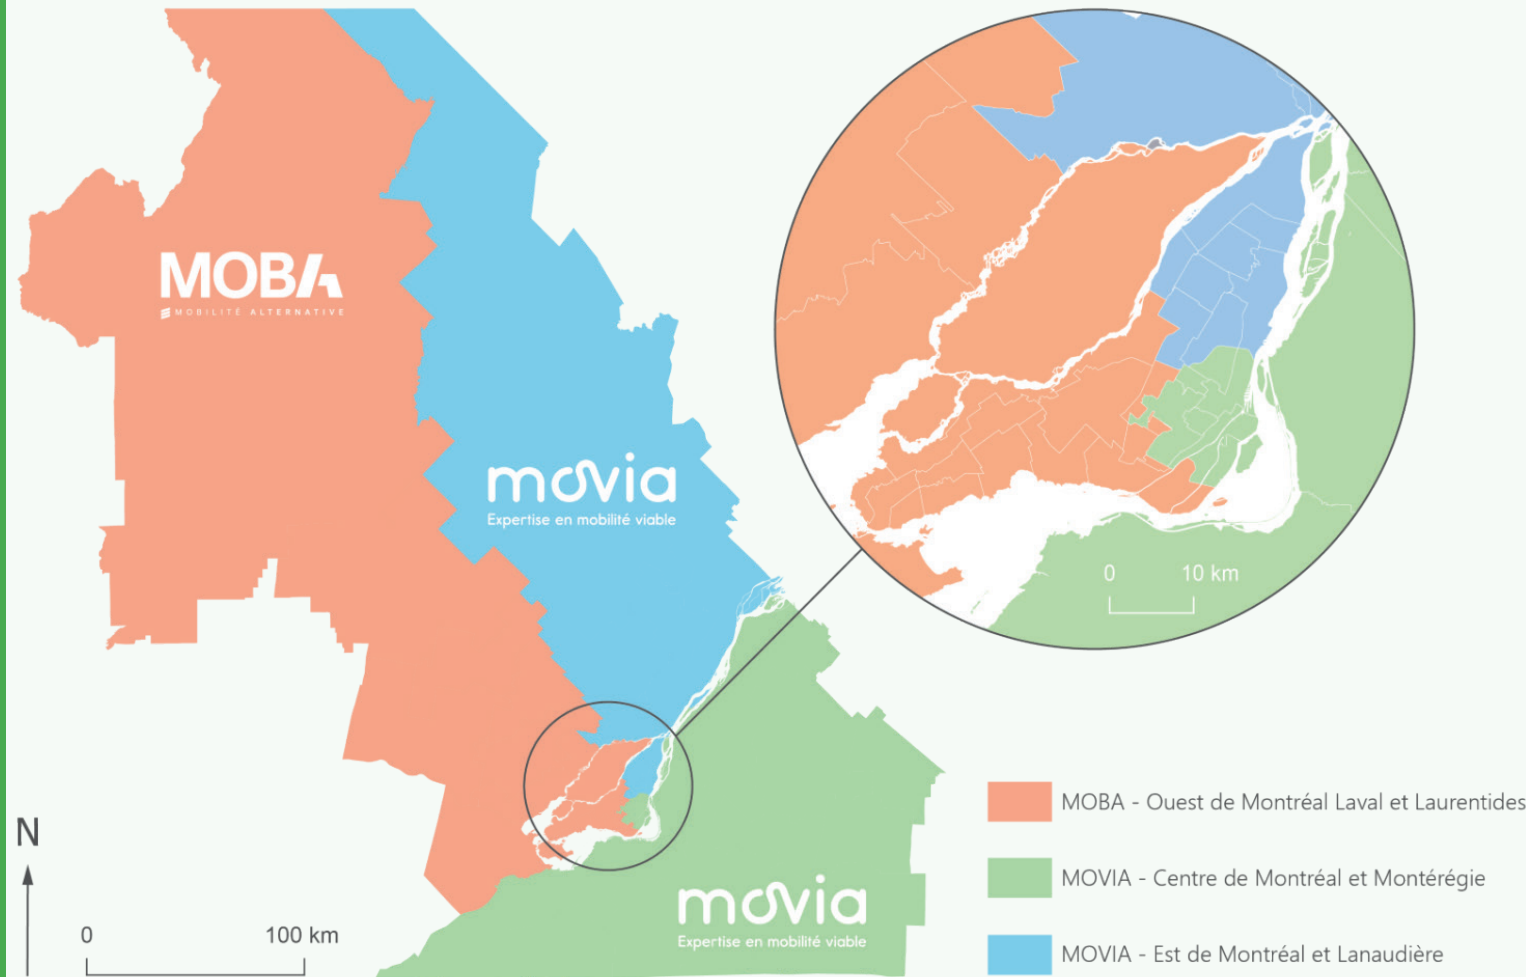 MOBA
MOBILITÉ ALTERNATIVE
movia
Expertise en mobilité viable
0 10 km
MOBA - Ouest de Montréal Laval et Laurentides
N
MOVIA - Centre de Montréal et Montérégie
movia
Expertise en mobilité viable
0 100 km
MOVIA - Est de Montréal et Lanaudière